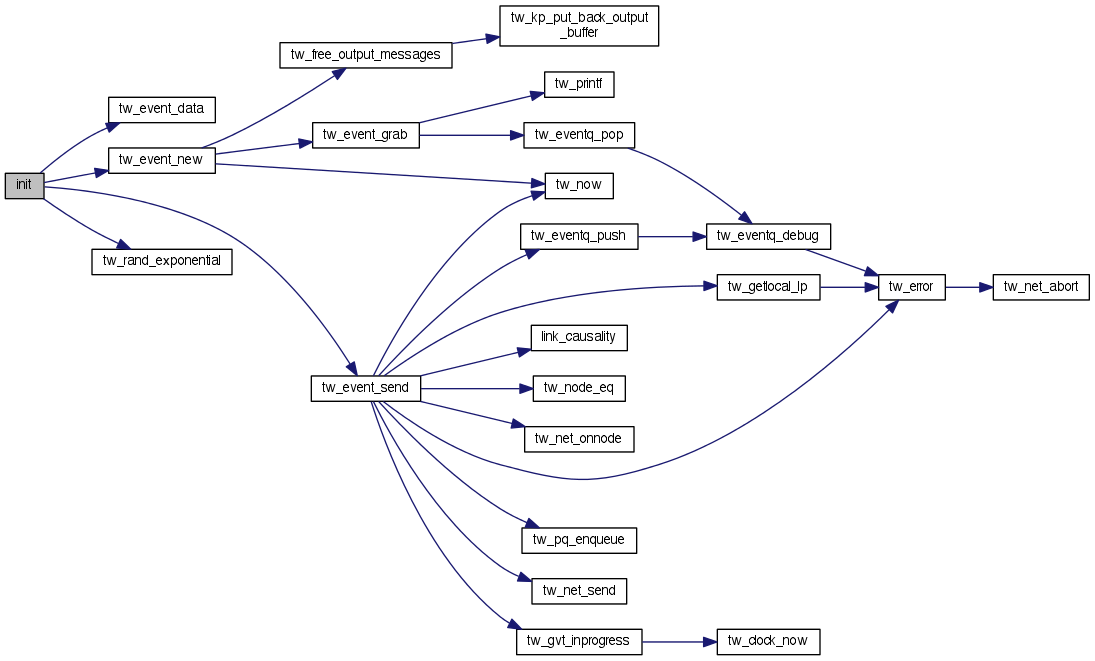 tw_kp_put_back_output
_buffer
tw_free_output_messages
tw_printf
tw_event_data
tw_event_grab
tw_eventq_pop
tw_event_new
init
tw_now
tw_eventq_push
tw_eventq_debug
tw_rand_exponential
tw_getlocal_lp
tw_error
tw_net_abort
link_causality
tw_event_send
tw_node_eq
tw_net_onnode
tw_pq_enqueue
tw_net_send
tw_gvt_inprogress
tw_clock_now